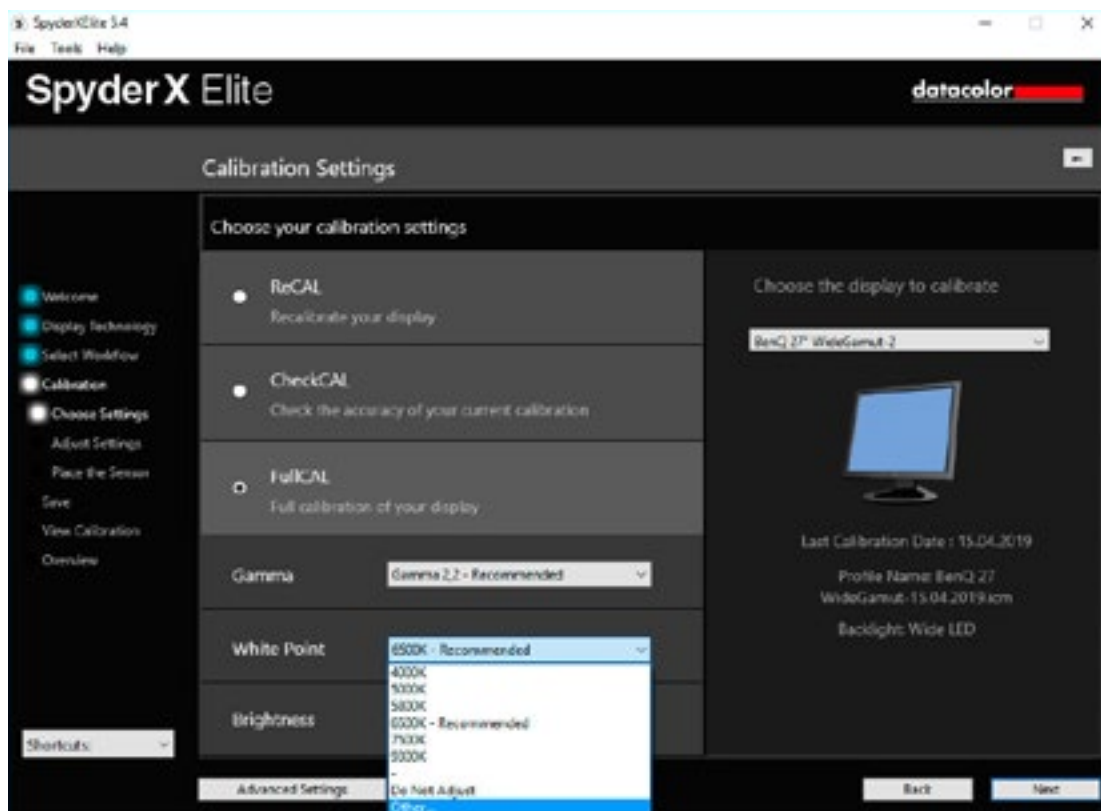 SpyderXElite 5.4
File Tools Help
SpyderX Elite
datacolor
Calibration Settings
Choose your calibration settings
Welcome
Display Technology
Select Workflow
Calibration
Choose Settings
Adjust Settings
Place the Sensor
Save
View Calibration
Overview
Shortcuts:
ReCAL
Recalibrate your display
CheckCAL
Check the accuracy of your current calibration
FullCAL
Full calibration of your display
Gamma
Gamma 2,2 - Recommended
White Point
6500K - Recommended
4000K
5000K
5800K
6500K - Recommended
7500K
9300K
-
Do Not Adjust
Other...
Brightness
Choose the display to calibrate
BenQ 27" WideGamut-2
Last Calibration Date : 15.04.2019
Profile Name: BenQ 27
WideGamut-15.04.2019.icm
Backlight: Wide LED
Advanced Settings
Back
Next